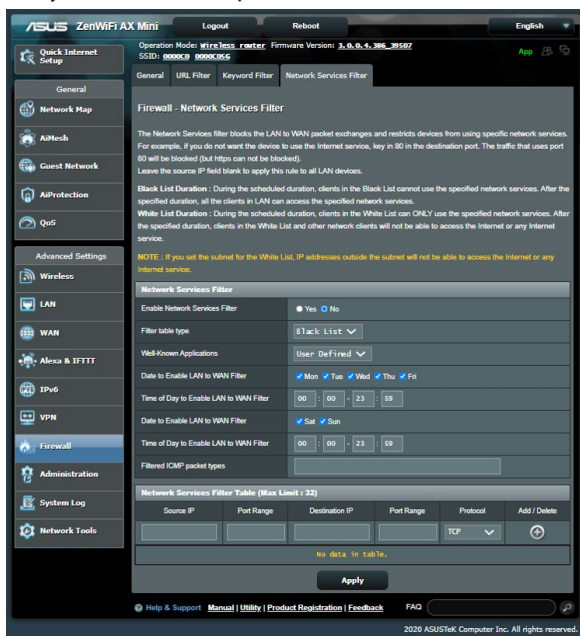 ASUS ZenWiFi AX Mini Logout Reboot English
Operation Mode: Wireless router Firmware Version: 3.0.0.4.386_39507
SSID: 0000C0 0000C05G
App
Quick Internet
Setup
General
Network Map
AiMesh
Guest Network
AiProtection
QoS
Advanced Settings
Wireless
LAN
WAN
Alexa & IFTTT
IPv6
VPN
Firewall
Administration
System Log
Network Tools
General URL Filter Keyword Filter Network Services Filter
Firewall - Network Services Filter
The Network Services filter blocks the LAN to WAN packet exchanges and restricts devices from using specific network services.
For example, if you do not want the device to use the Internet service, key in 80 in the destination port. The traffic that uses port
80 will be blocked (but https can not be blocked).
Leave the source IP field blank to apply this rule to all LAN devices.
Black List Duration : During the scheduled duration, clients in the Black List cannot use the specified network services. After the
specified duration, all the clients in LAN can access the specified network services.
White List Duration : During the scheduled duration, clients in the White List can ONLY use the specified network services. After
the specified duration, clients in the White List and other network clients will not be able to access the Internet or any Internet
service.
NOTE : If you set the subnet for the White List, IP addresses outside the subnet will not be able to access the Internet or any
Internet service.
Network Services Filter
Enable Network Services Filter Yes No
Filter table type Black List
Well-Known Applications User Defined
Date to Enable LAN to WAN Filter Mon Tue Wed Thu Fri
Time of Day to Enable LAN to WAN Filter 00 : 00 - 23 : 59
Date to Enable LAN to WAN Filter Sat Sun
Time of Day to Enable LAN to WAN Filter 00 : 00 - 23 : 59
Filtered ICMP packet types
Network Services Filter Table (Max Limit : 32)
Source IP Port Range Destination IP Port Range Protocol Add / Delete
TCP
No data in table.
Apply
Help & Support Manual | Utility | Product Registration | Feedback FAQ
2020 ASUSTeK Computer Inc. All rights reserved.